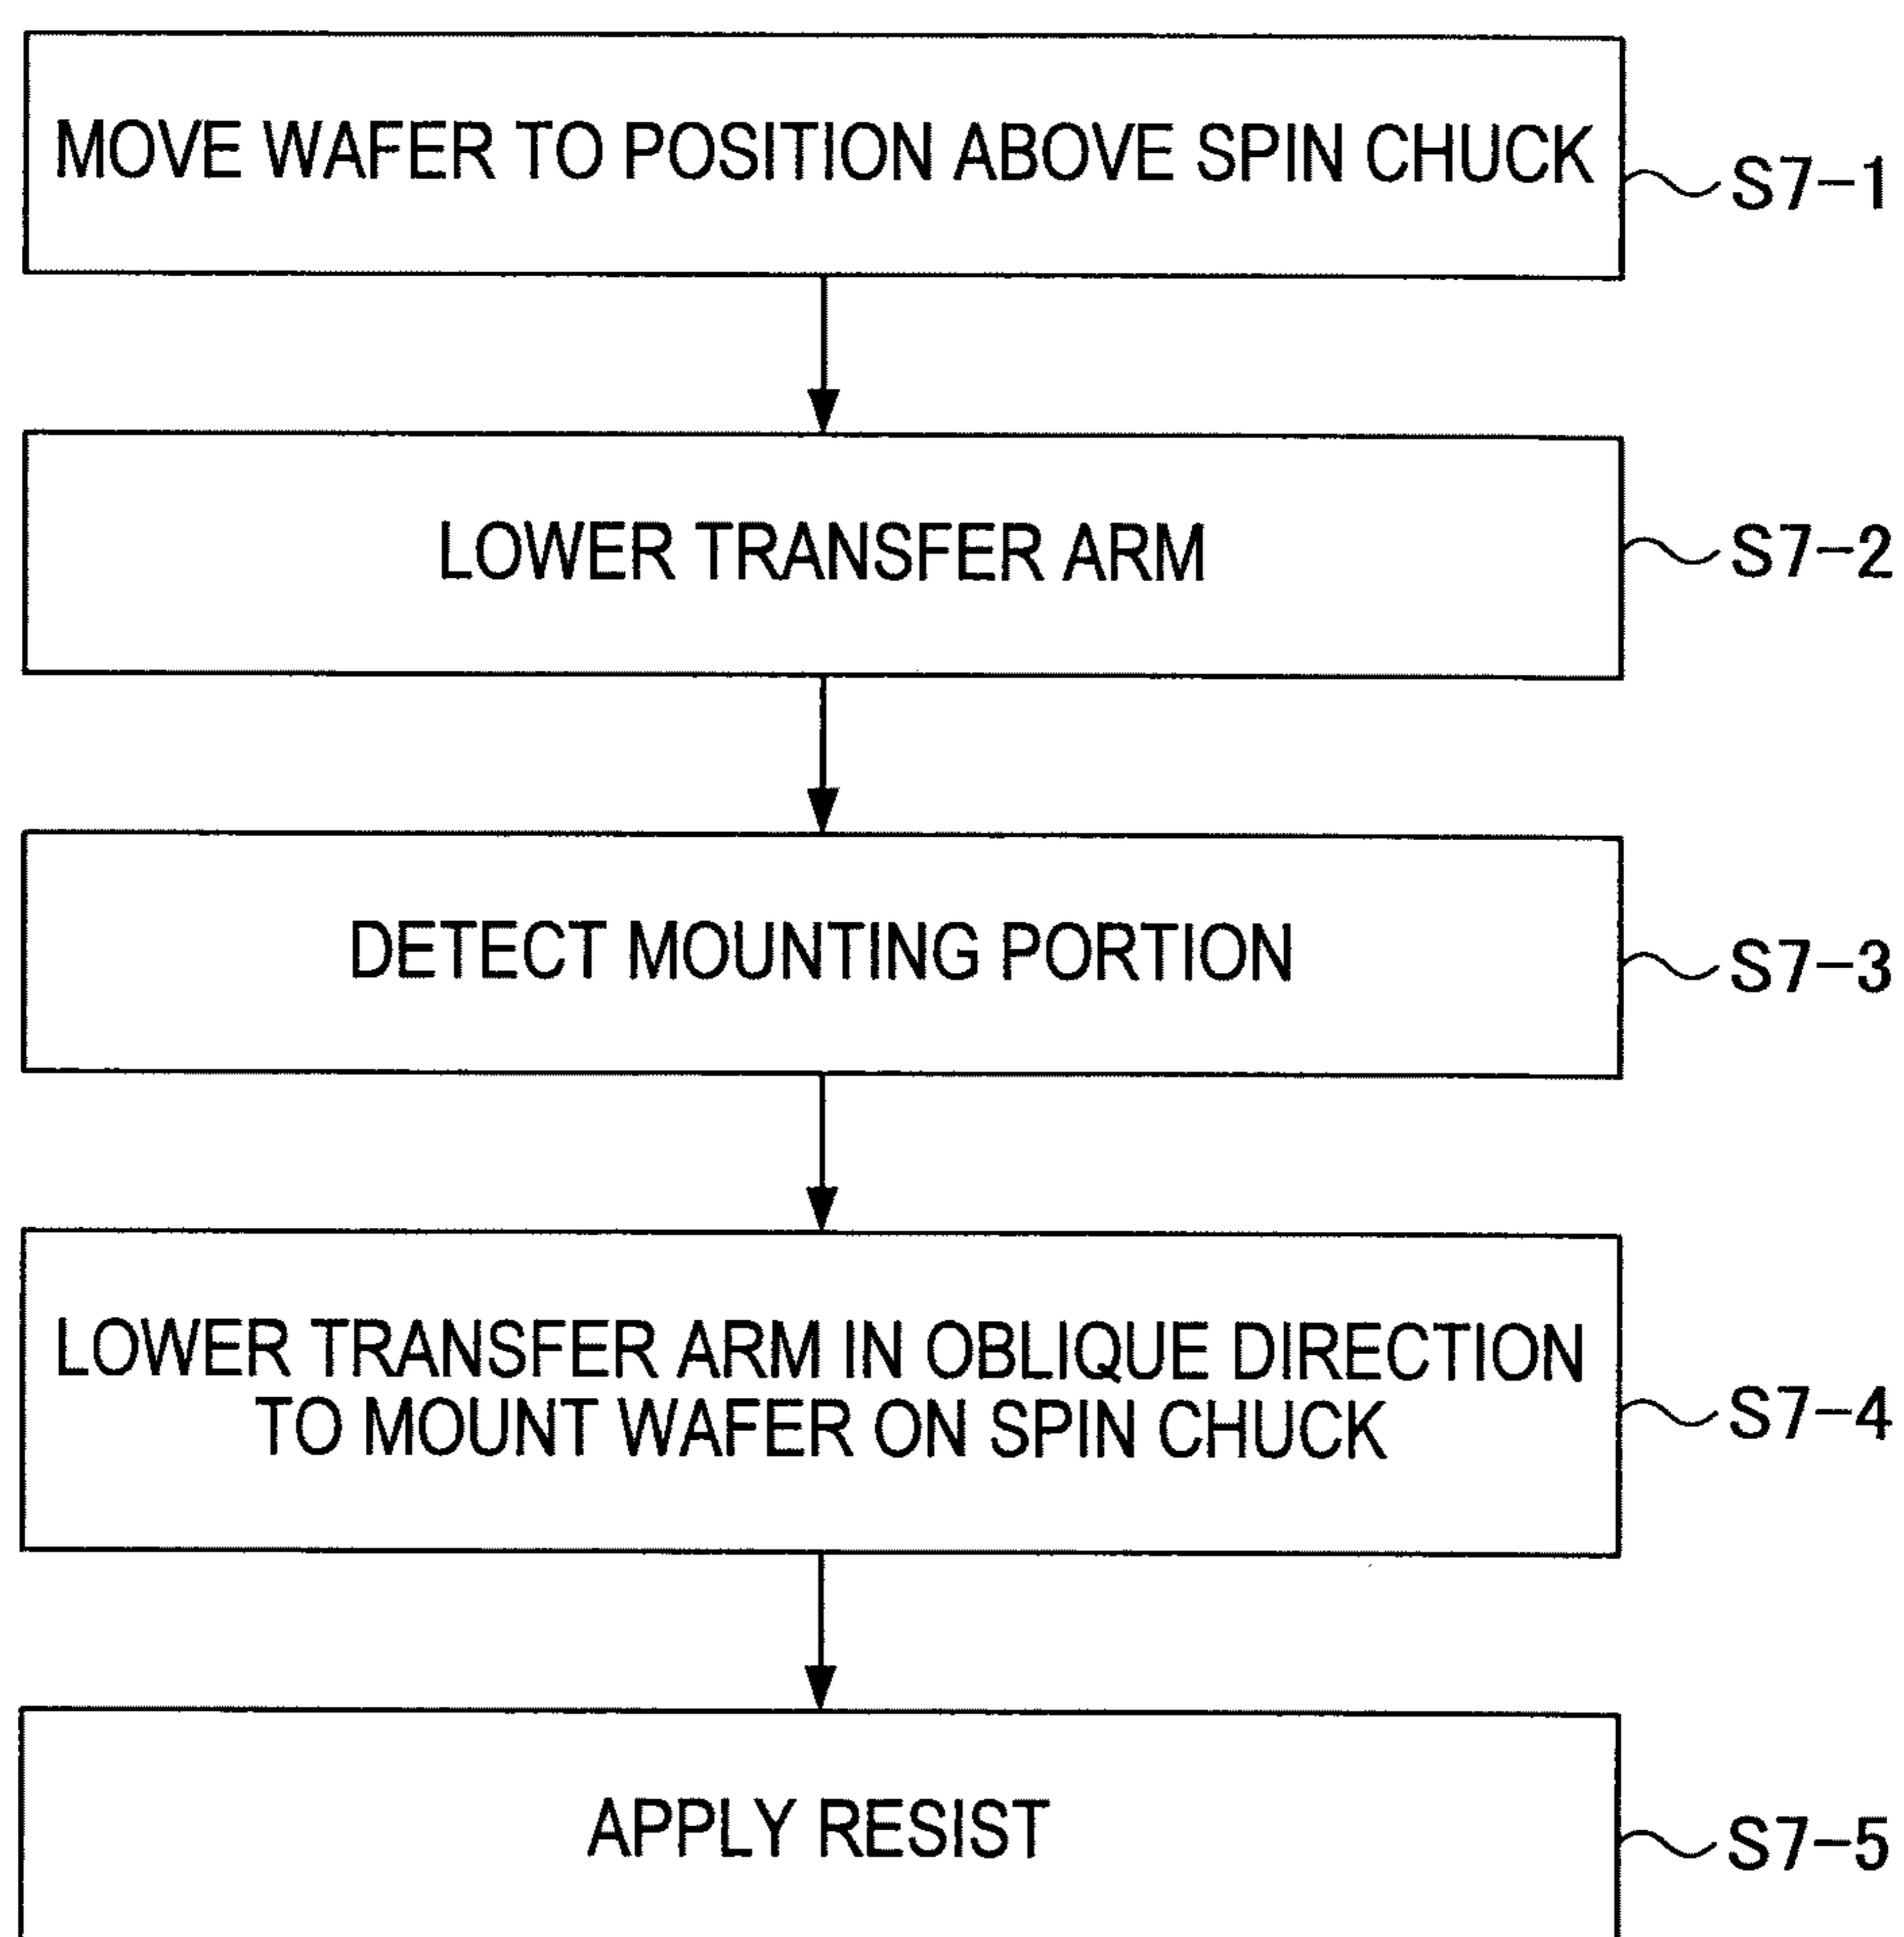 MOVE WAFER TO POSITION ABOVE SPIN CHUCK
S7-1
LOWER TRANSFER ARM
S7-2
DETECT MOUNTING PORTION
S7-3
LOWER TRANSFER ARM IN OBLIQUE DIRECTION
TO MOUNT WAFER ON SPIN CHUCK
S7-4
APPLY RESIST
S7-5